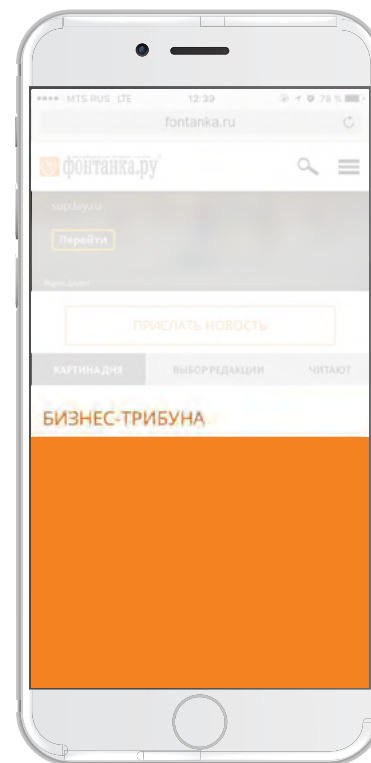 MTS RUS LTE 12:39 78 %
fontanka.ru
фонтанка.ру
supday.ru
Перейти
ПРИСЛАТЬ НОВОСТЬ
КАРТИНА ДНЯ ВЫБОР РЕДАКЦИИ ЧИТАЮТ
БИЗНЕС-ТРИБУНА